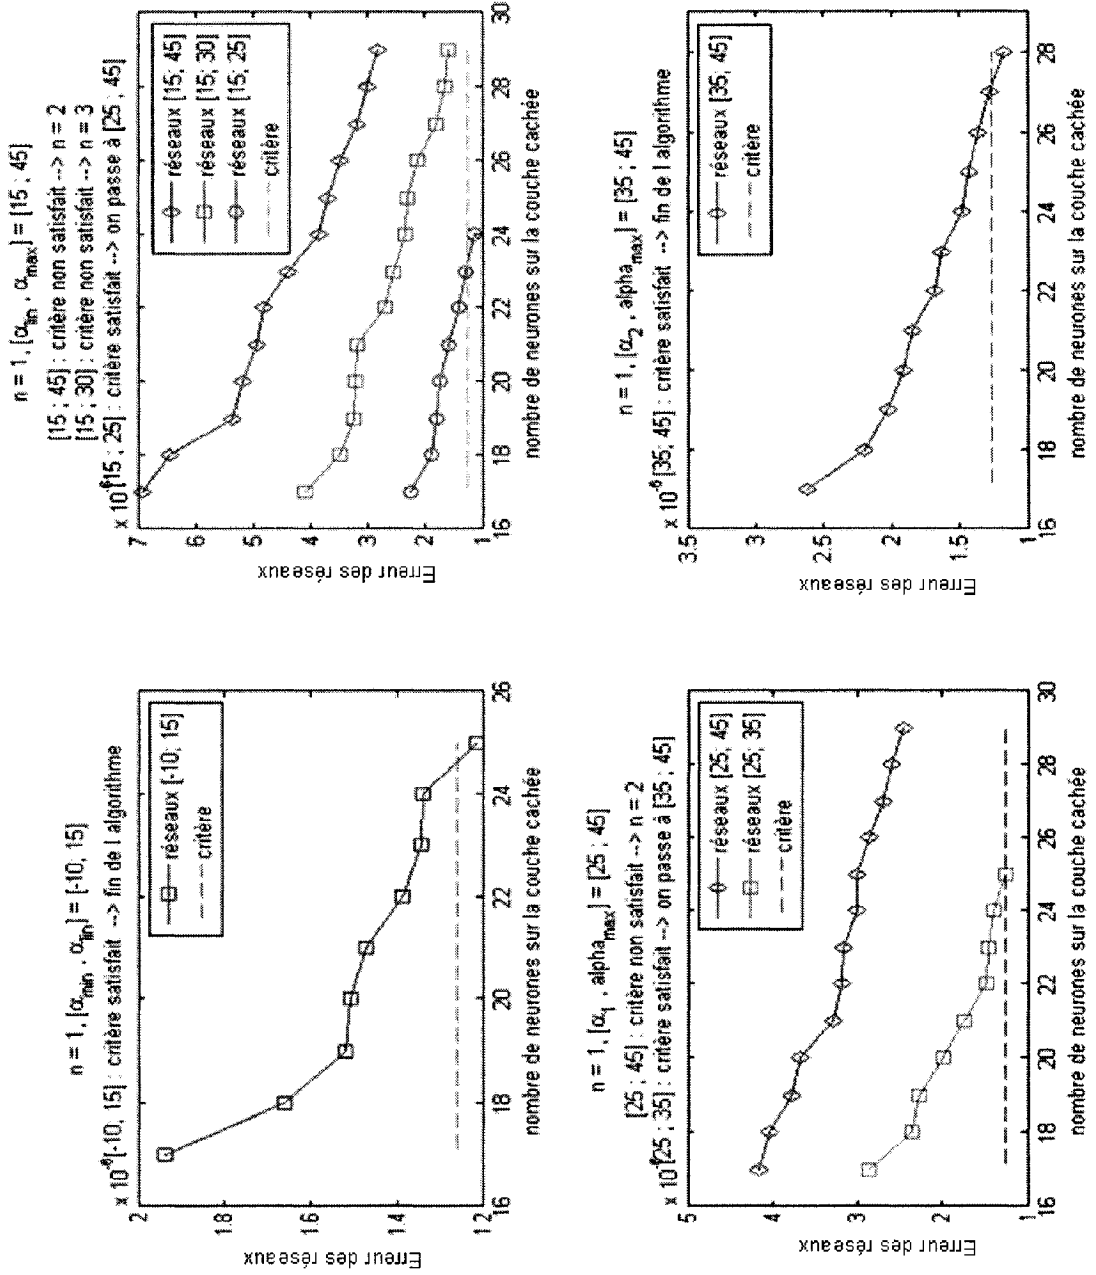 n = 1, [α_min , α_lin] = [-10, 15]
x 10^-6 [-10, 15] : critère satisfait --> fin de l algorithme
réseaux [-10; 15]
critère
2
1.8
1.6
1.4
1.2
16
18
20
22
24
26
Erreur des réseaux
nombre de neurones sur la couche cachée
n = 1, [α_lin , α_max] = [15 , 45]
[15 ; 45] : critère non satisfait --> n = 2
[15 ; 30] : critère non satisfait --> n = 3
x 10^-6 [15 ; 25] : critère satisfait --> on passe à [25 ; 45]
réseaux [15; 45]
réseaux [15; 30]
réseaux [15; 25]
critère
7
6
5
4
3
2
1
16
18
20
22
24
26
28
30
Erreur des réseaux
nombre de neurones sur la couche cachée
n = 1, [α_1 , alpha_max] = [25 ; 45]
[25 ; 45] : critère non satisfait --> n = 2
x 10^-6 [25 ; 35] : critère satisfait --> on passe à [35 ; 45]
réseaux [25; 45]
réseaux [25; 35]
critère
5
4
3
2
1
16
18
20
22
24
26
28
30
Erreur des réseaux
nombre de neurones sur la couche cachée
n = 1, [α_2 , alpha_max] = [35 ; 45]
x 10^-6 [35; 45] : critère satisfait --> fin de l algorithme
réseaux [35; 45]
critère
3.5
3
2.5
2
1.5
1
16
18
20
22
24
26
28
Erreur des réseaux
nombre de neurones sur la couche cachée